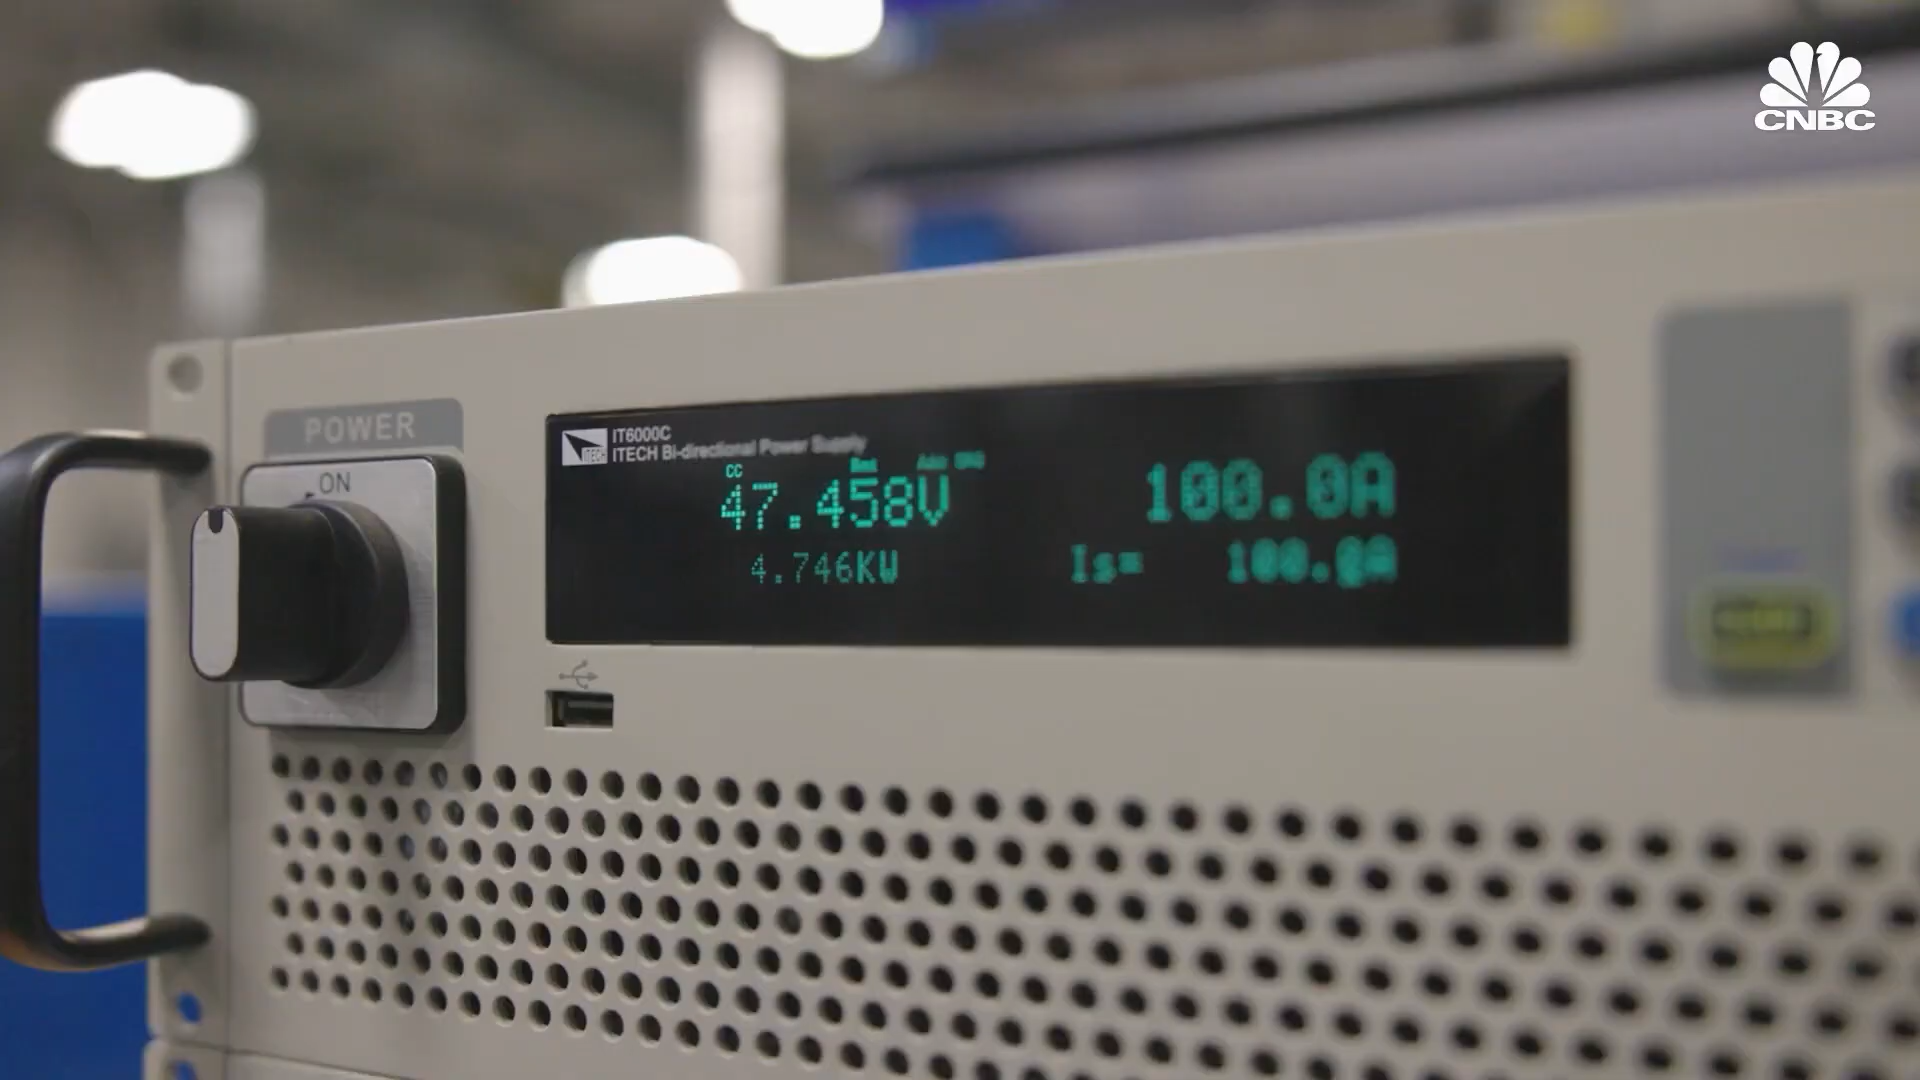 CNBC
POWER
ON
IT6000C
ITECH
ITECH Bi-directional Power Supply
CC
47.458V
100.0A
4.746KW
Is= 100.0A